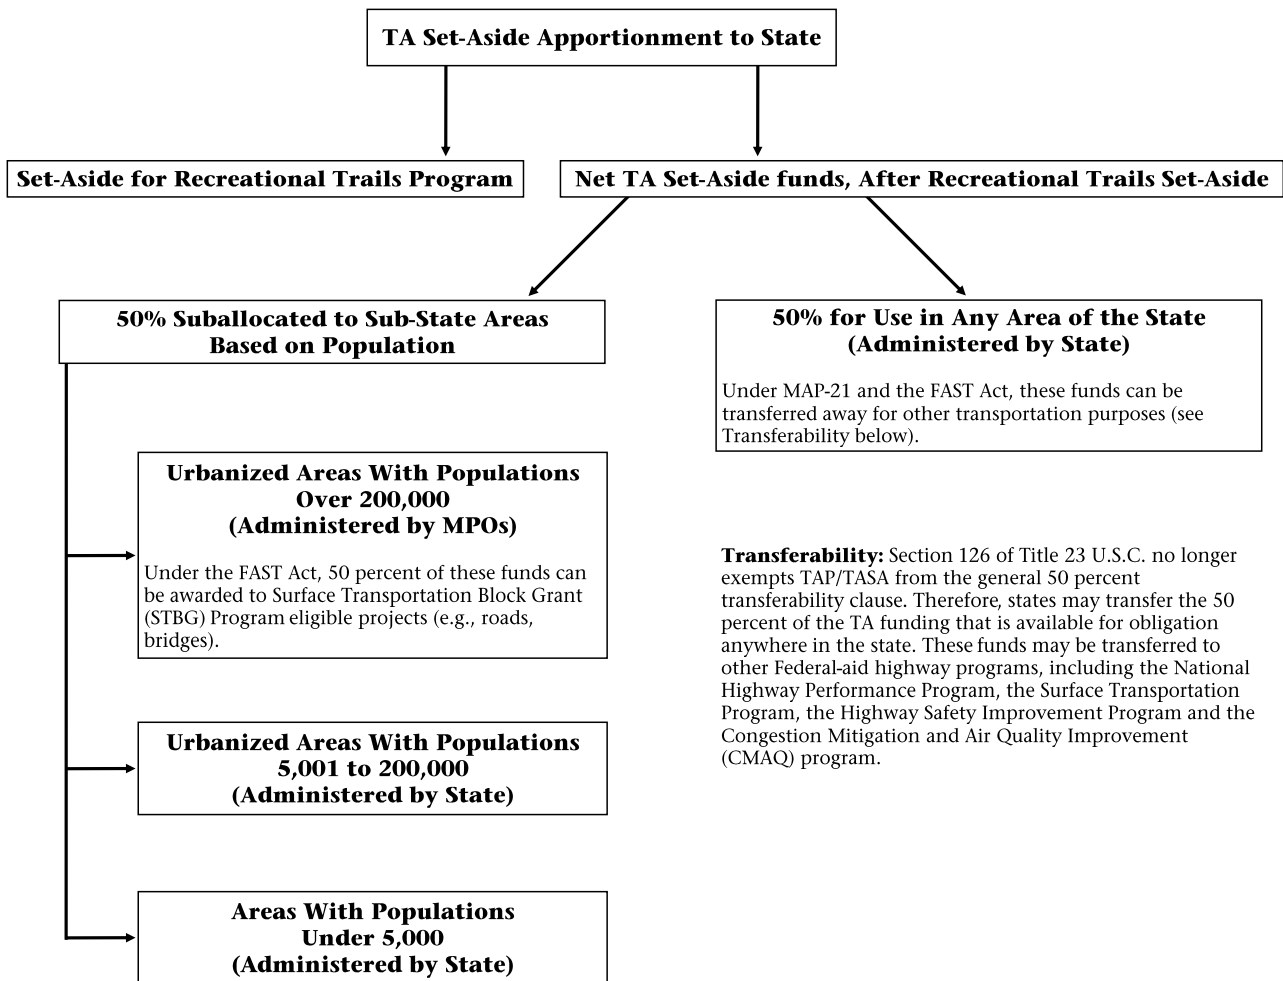 TA Set-Aside Apportionment to State
Set-Aside for Recreational Trails Program
Net TA Set-Aside funds, After Recreational Trails Set-Aside
50% Suballocated to Sub-State Areas
Based on Population
50% for Use in Any Area of the State
(Administered by State)
Under MAP-21 and the FAST Act, these funds can be
transferred away for other transportation purposes (see
Transferability below).
Urbanized Areas With Populations
Over 200,000
(Administered by MPOs)
Under the FAST Act, 50 percent of these funds can
be awarded to Surface Transportation Block Grant
(STBG) Program eligible projects (e.g., roads,
bridges).
Transferability: Section 126 of Title 23 U.S.C. no longer
exempts TAP/TASA from the general 50 percent
transferability clause. Therefore, states may transfer the 50
percent of the TA funding that is available for obligation
anywhere in the state. These funds may be transferred to
other Federal-aid highway programs, including the National
Highway Performance Program, the Surface Transportation
Program, the Highway Safety Improvement Program and the
Congestion Mitigation and Air Quality Improvement
(CMAQ) program.
Urbanized Areas With Populations
5,001 to 200,000
(Administered by State)
Areas With Populations
Under 5,000
(Administered by State)